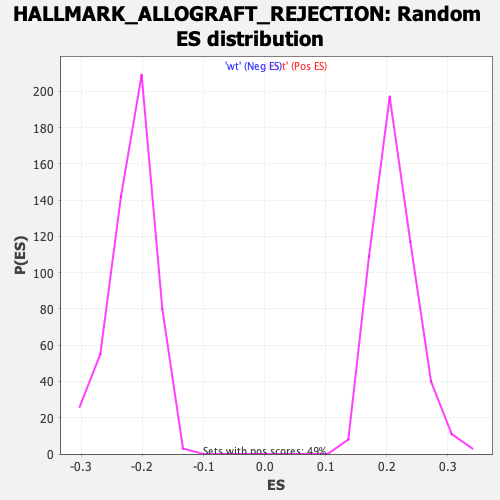 HALLMARK_ALLOGRAFT_REJECTION: Random
ES distribution
'wt' (Neg ES)t' (Pos ES)
P(ES)
200
180
160
140
120
100
80
60
40
20
0
Sets with pos scores: 49%
-0.3 -0.2 -0.1 0.0 0.1 0.2 0.3
ES